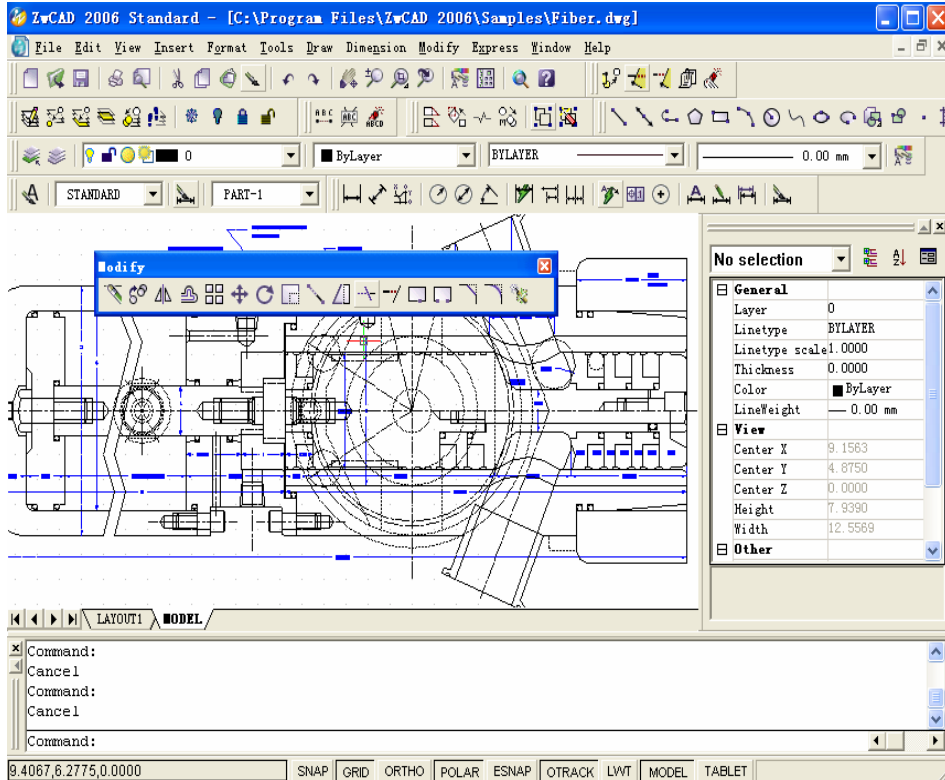 ZwCAD 2006 Standard - [C:\Program Files\ZwCAD 2006\Samples\Fiber.dwg]
File Edit View Insert Format Tools Draw Dimension Modify Express Window Help
ABC ABC ABCD
0 ByLayer BYLAYER 0.00 mm
STANDARD PART-1
Modify
No selection
General
Layer 0
Linetype BYLAYER
Linetype scale 1.0000
Thickness 0.0000
Color ByLayer
LineWeight 0.00 mm
View
Center X 9.1563
Center Y 4.8750
Center Z 0.0000
Height 7.9390
Width 12.5569
Other
LAYOUT1 MODEL
Command:
Cancel
Command:
Cancel
Command:
9.4067,6.2775,0.0000 SNAP GRID ORTHO POLAR ESNAP OTRACK LWT MODEL TABLET